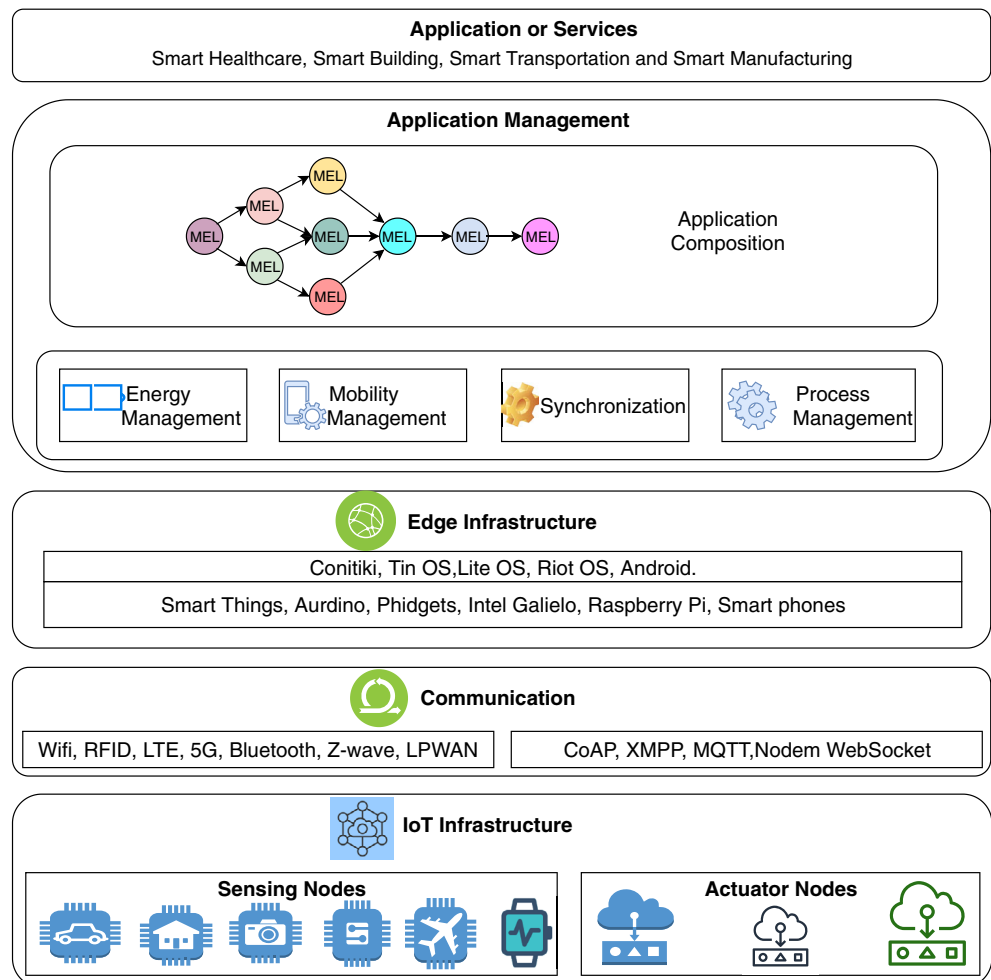 Application or Services
Smart Healthcare, Smart Building, Smart Transportation and Smart Manufacturing
Application Management
MEL
MEL
MEL
MEL
MEL
MEL
MEL
MEL
MEL
Application
Composition
Energy
Management
Mobility
Management
Synchronization
Process
Management
Edge Infrastructure
Conitiki, Tin OS,Lite OS, Riot OS, Android.
Smart Things, Aurdino, Phidgets, Intel Galielo, Raspberry Pi, Smart phones
Communication
Wifi, RFID, LTE, 5G, Bluetooth, Z-wave, LPWAN
CoAP, XMPP, MQTT,Nodem WebSocket
IoT Infrastructure
Sensing Nodes
Actuator Nodes